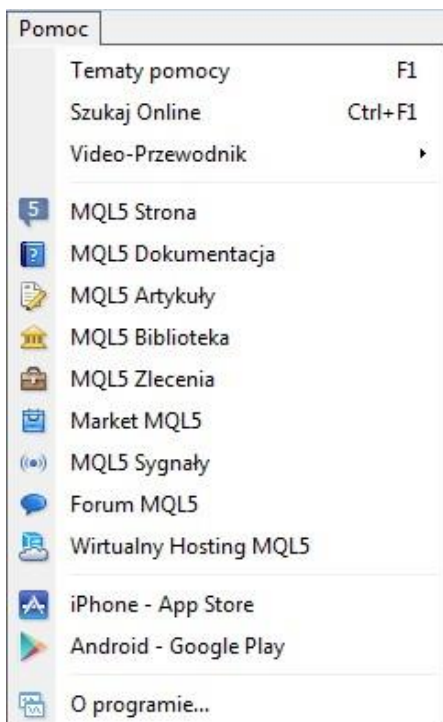 Pomoc
Tematy pomocy F1
Szukaj Online Ctrl+F1
Video-Przewodnik
5 MQL5 Strona
? MQL5 Dokumentacja
MQL5 Artykuły
MQL5 Biblioteka
MQL5 Zlecenia
Market MQL5
MQL5 Sygnały
Forum MQL5
Wirtualny Hosting MQL5
iPhone - App Store
Android - Google Play
O programie...